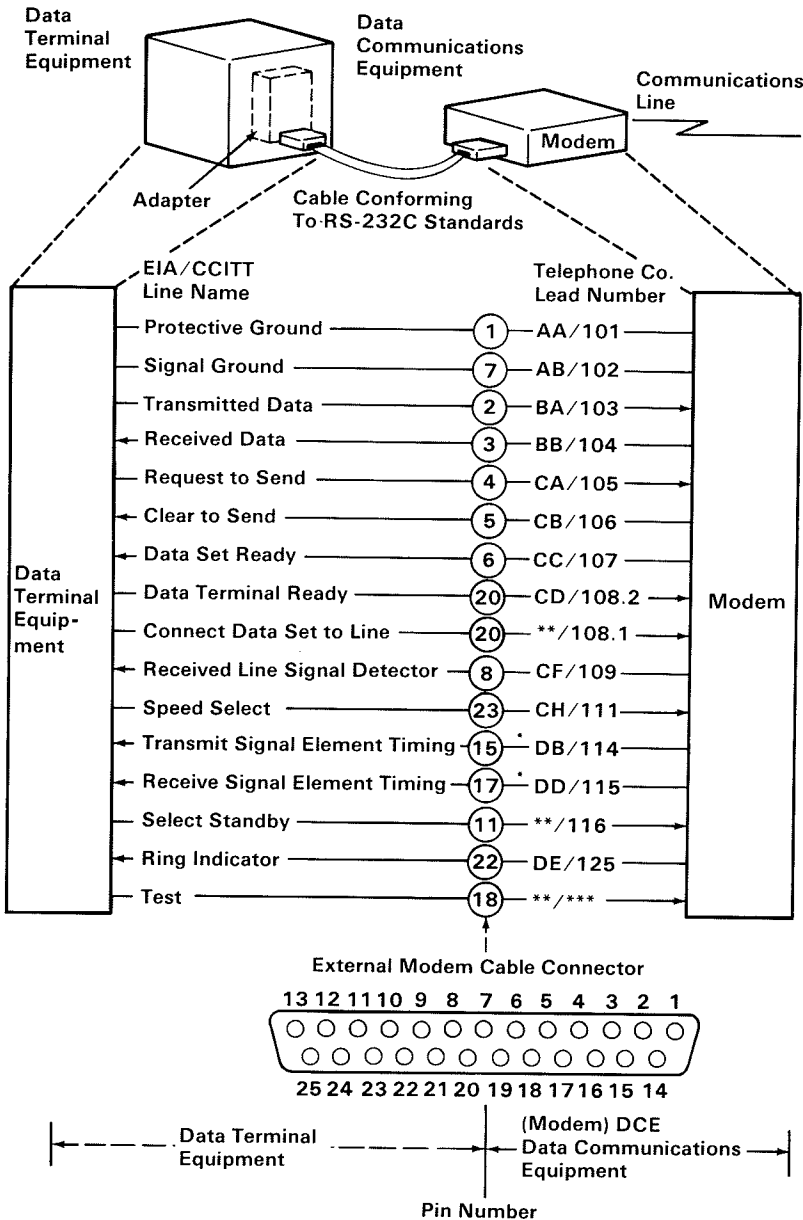 Data
Terminal
Equipment
Data
Communications
Equipment
Communications
Line
Modem
Adapter
Cable Conforming
To RS-232C Standards
EIA/CCITT
Line Name
Telephone Co.
Lead Number
Protective Ground 1 AA/101
Signal Ground 7 AB/102
Transmitted Data 2 BA/103
Received Data 3 BB/104
Request to Send 4 CA/105
Clear to Send 5 CB/106
Data Set Ready 6 CC/107
Data Terminal Ready 20 CD/108.2
Connect Data Set to Line 20 **/108.1
Received Line Signal Detector 8 CF/109
Speed Select 23 CH/111
Transmit Signal Element Timing 15 DB/114
Receive Signal Element Timing 17 DD/115
Select Standby 11 **/116
Ring Indicator 22 DE/125
Test 18 **/***
Data
Terminal
Equip-
ment
Modem
External Modem Cable Connector
13 12 11 10 9 8 7 6 5 4 3 2 1
25 24 23 22 21 20 19 18 17 16 15 14
Data Terminal
Equipment
(Modem) DCE
Data Communications
Equipment
Pin Number